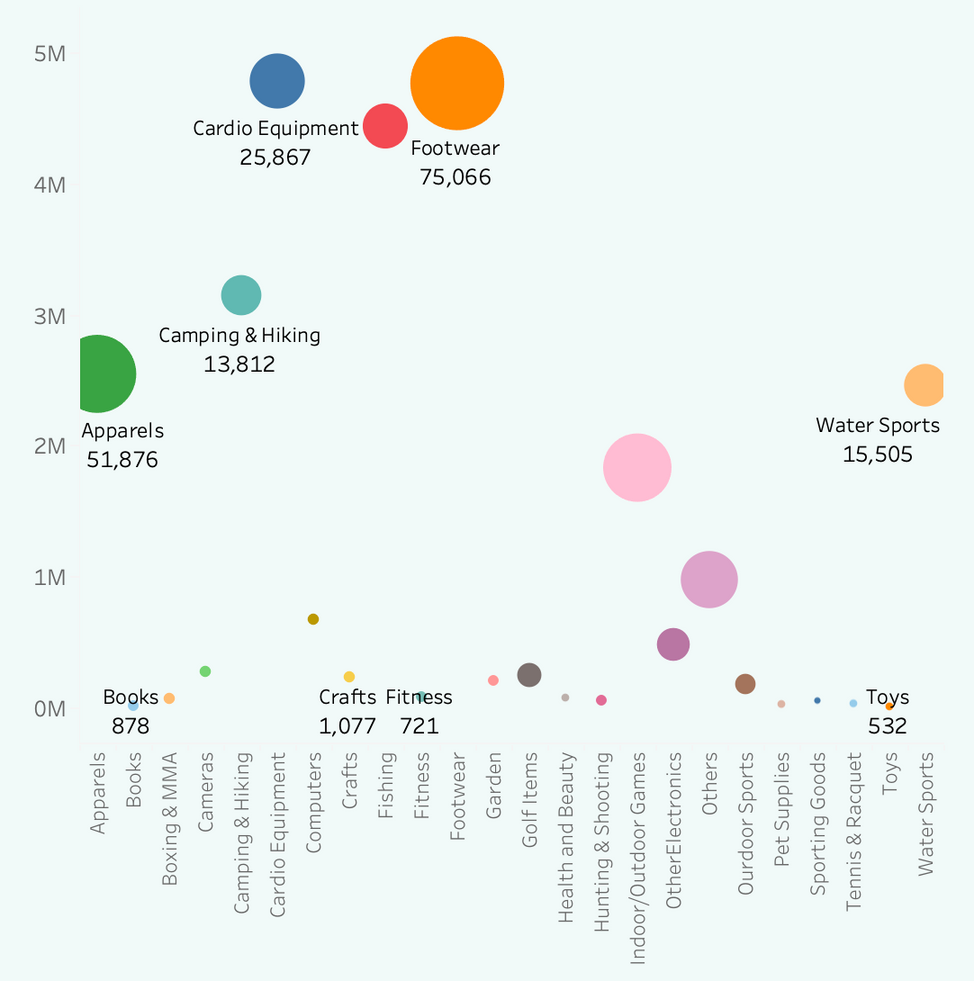 5M
Cardio Equipment
25,867
Footwear
75,066
4M
3M
Camping & Hiking
13,812
Apparels
51,876
Water Sports
15,505
2M
1M
0M
Books
878
Crafts
1,077
Fitness
721
Toys
532
Apparels
Books
Boxing & MMA
Cameras
Camping & Hiking
Cardio Equipment
Computers
Crafts
Fishing
Fitness
Footwear
Garden
Golf Items
Health and Beauty
Hunting & Shooting
Indoor/Outdoor Games
OtherElectronics
Others
Ourdoor Sports
Pet Supplies
Sporting Goods
Tennis & Racquet
Toys
Water Sports